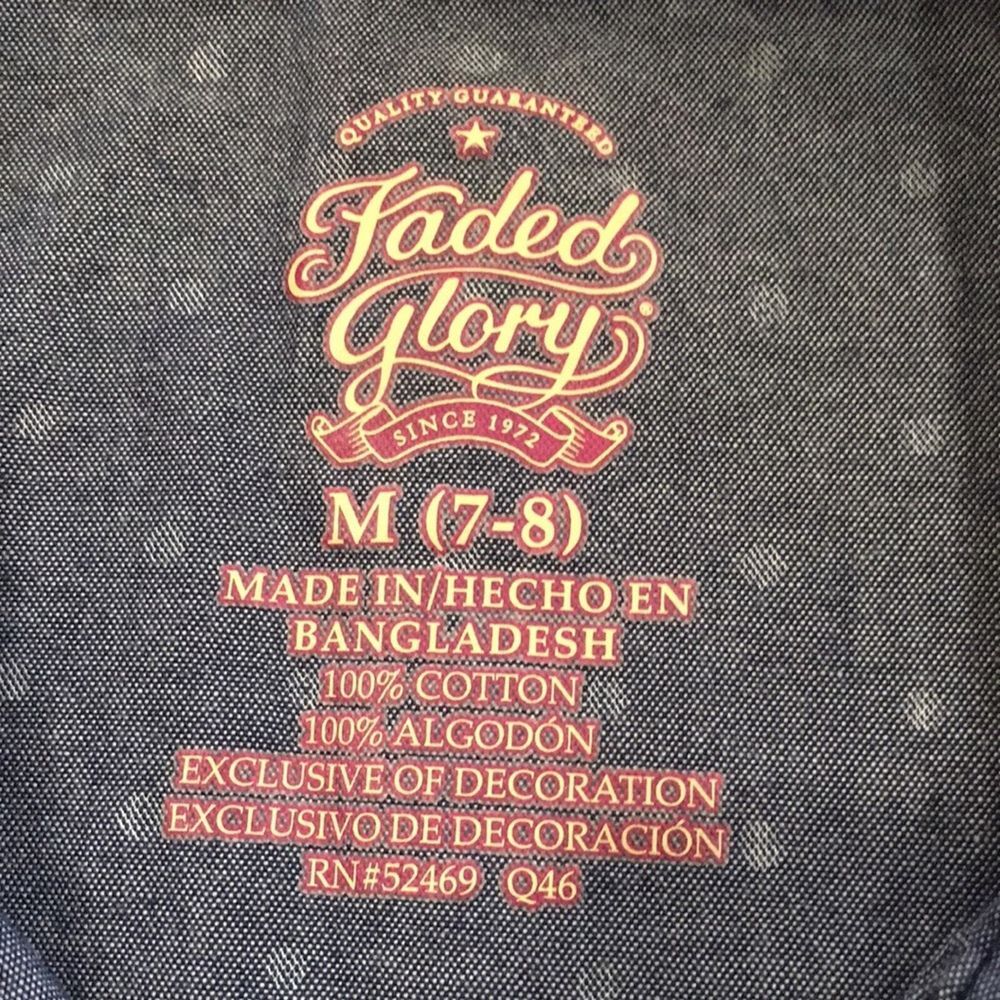 QUALITY GUARANTEED
Faded
Glory®
SINCE 1972
M (7-8)
MADE IN/HECHO EN
BANGLADESH
100% COTTON
100% ALGODÓN
EXCLUSIVE OF DECORATION
EXCLUSIVO DE DECORACIÓN
RN#52469 Q46